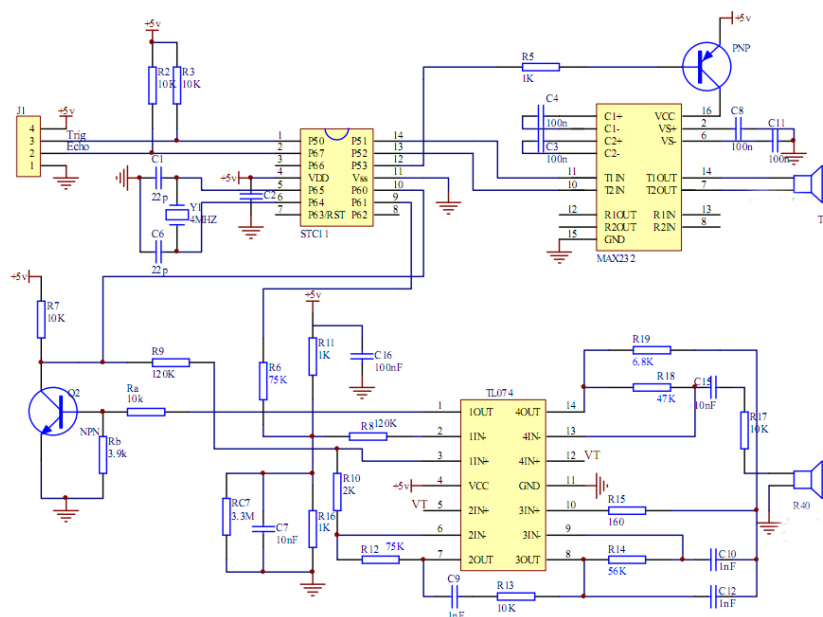 +5v
+5v
PNP
R2
10K
R3
10K
R5
1K
J1
+5v
4
3
2
1
Trig
Echo
C1
22p
Y1
4MHZ
C6
22p
+5v
C2
1 P50 P51 14
2 P67 P52 13
3 P66 P53 12
4 VDD Vss 11
5 P65 P60 10
6 P64 P61 9
7 P63/RST P62 8
STC11
C4
100n
C3
100n
C1+ VCC 16
C1- VS+ 2
C2+ VS- 6
C2-
11 T1IN T1OUT 14
10 T2IN T2OUT 7
12 R1OUT R1IN 13
9 R2OUT R2IN 8
15 GND
MAX232
C8
100n
C11
100n
T
+5v
R7
10K
R9
120K
Q2
NPN
Ra
10k
Rb
3.9k
R6
75K
+5v
R11
1K
C16
100nF
R8
120K
R10
2K
RC7
3.3M
C7
10nF
R16
1K
R12
75K
C9
1nF
R13
10K
TL074
1 1OUT 4OUT 14
2 1IN- 4IN- 13
3 1IN+ 4IN+ 12 VT
+5v 4 VCC GND 11
VT 5 2IN+ 3IN+ 10
6 2IN- 3IN- 9
7 2OUT 3OUT 8
R19
6.8K
R18
47K
C15
10nF
R17
10K
R40
R15
160
R14
56K
C10
1nF
C12
1nF